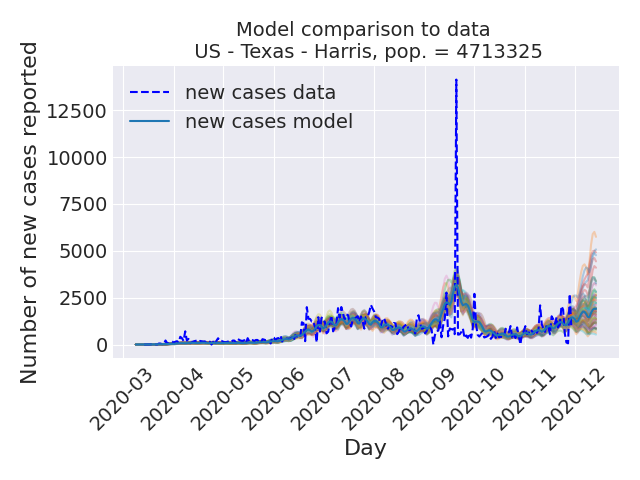 Model comparison to data
US - Texas - Harris, pop. = 4713325
Number of new cases reported
12500
10000
7500
5000
2500
0
new cases data
new cases model
2020-03
2020-04
2020-05
2020-06
2020-07
2020-08
2020-09
2020-10
2020-11
2020-12
Day